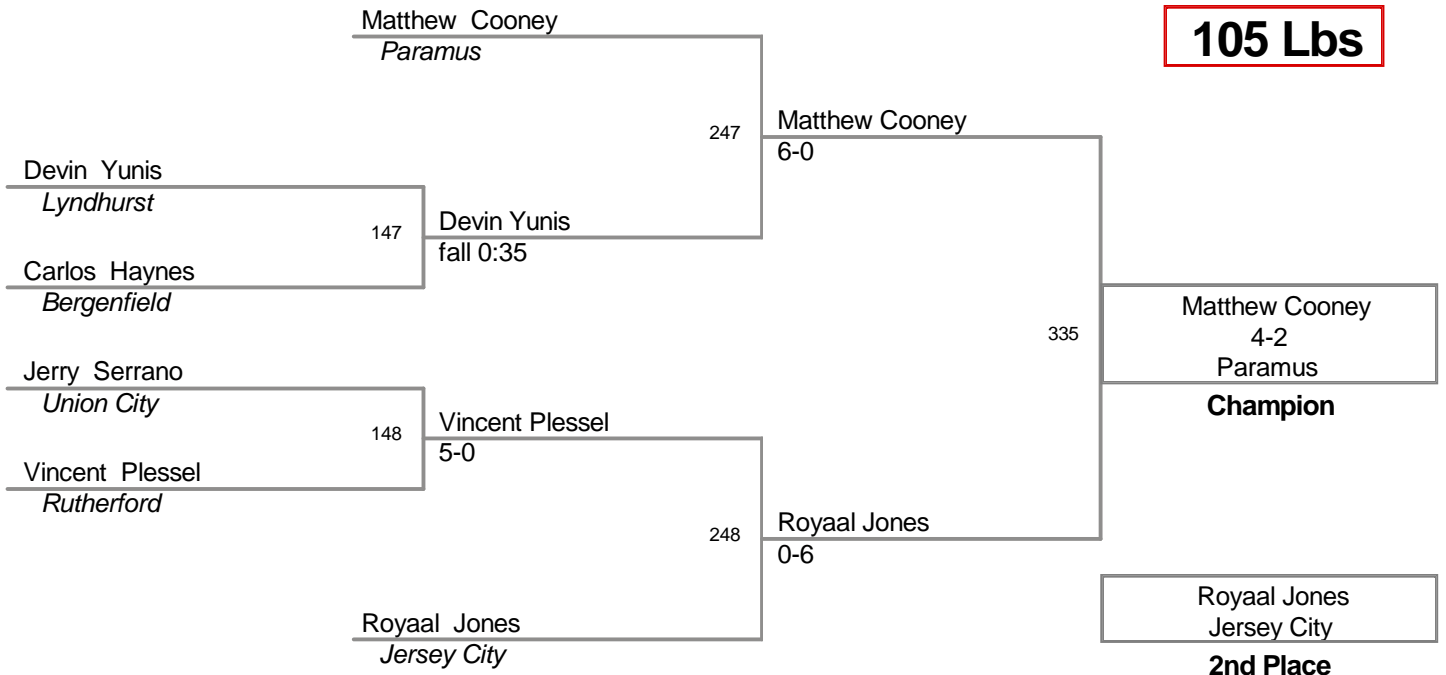 Matthew Cooney
Paramus
105 Lbs
247
Matthew Cooney
6-0
Devin Yunis
Lyndhurst
147
Devin Yunis
fall 0:35
Carlos Haynes
Bergenfield
335
Matthew Cooney
4-2
Paramus
Champion
Jerry Serrano
Union City
148
Vincent Plessel
5-0
Vincent Plessel
Rutherford
248
Royaal Jones
0-6
Royaal Jones
Jersey City
Royaal Jones
Jersey City
2nd Place